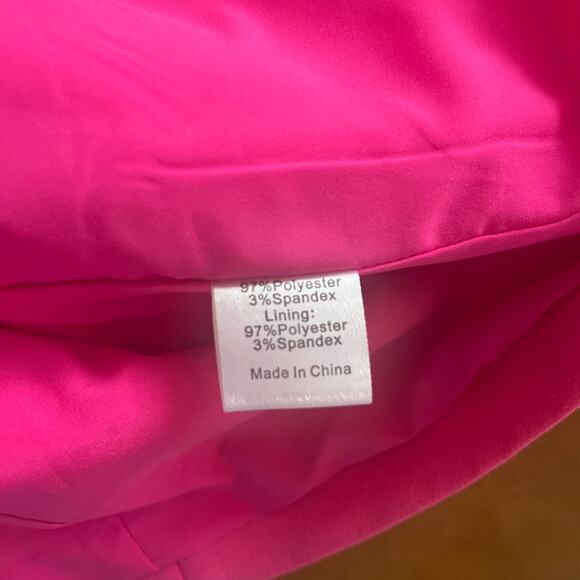 97%Polyester
3%Spandex
Lining:
97%Polyester
3%Spandex
Made In China